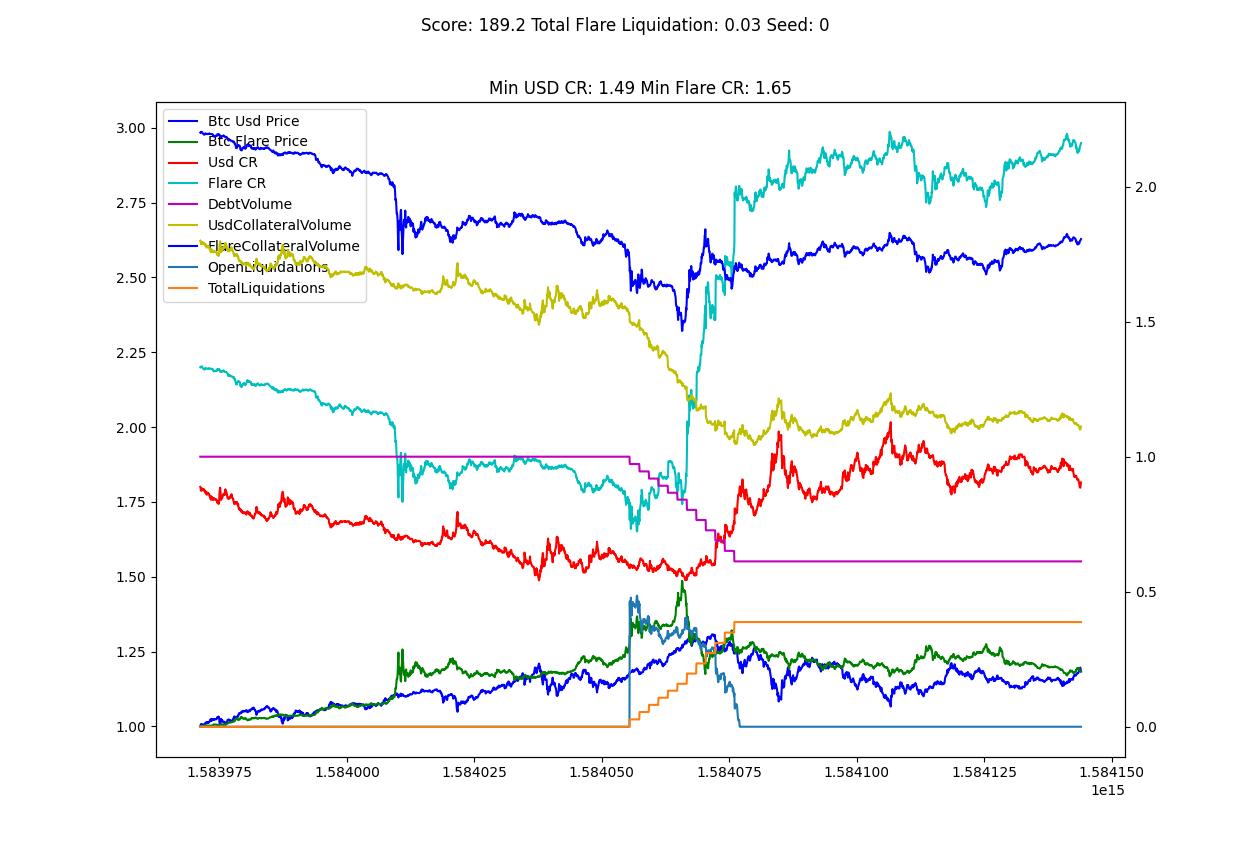 Score: 189.2 Total Flare Liquidation: 0.03 Seed: 0
Min USD CR: 1.49 Min Flare CR: 1.65
Btc Usd Price
Btc Flare Price
Usd CR
Flare CR
DebtVolume
UsdCollateralVolume
FlareCollateralVolume
OpenLiquidations
TotalLiquidations
3.00
2.75
2.50
2.25
2.00
1.75
1.50
1.25
1.00
2.0
1.5
1.0
0.5
0.0
1.583975 1.584000 1.584025 1.584050 1.584075 1.584100 1.584125 1.584150
1e15